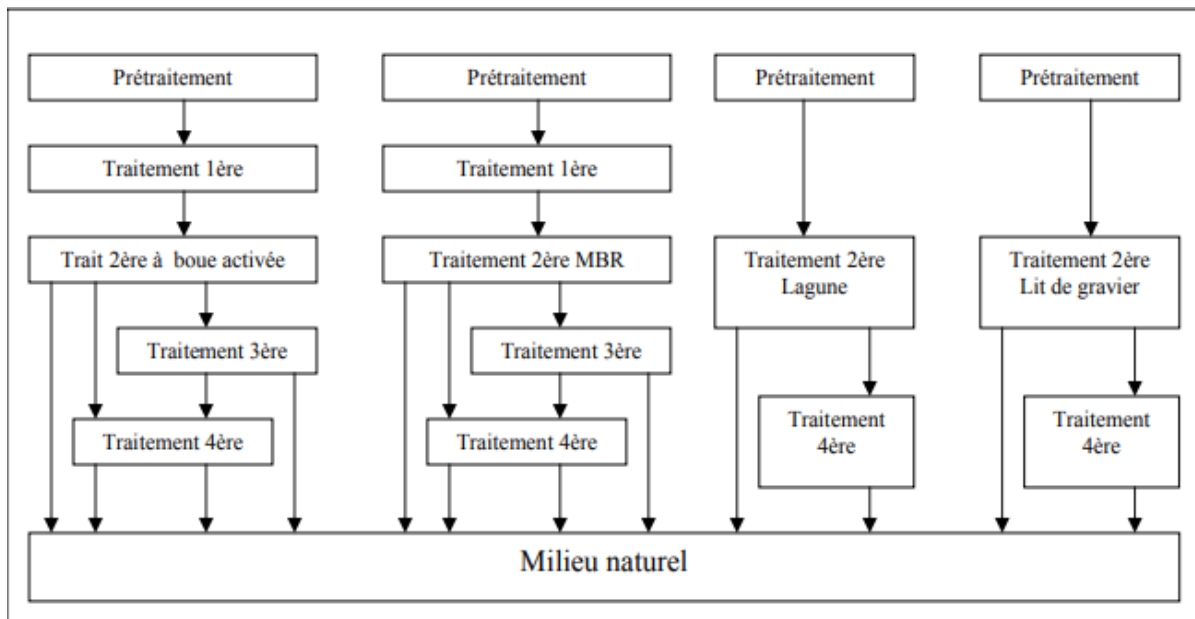 Prétraitement
Prétraitement
Prétraitement
Prétraitement
Traitement 1ère
Traitement 1ère
Trait 2ère à boue activée
Traitement 2ère MBR
Traitement 2ère
Lagune
Traitement 2ère
Lit de gravier
Traitement 3ère
Traitement 3ère
Traitement 4ère
Traitement 4ère
Traitement
4ère
Traitement
4ère
Milieu naturel